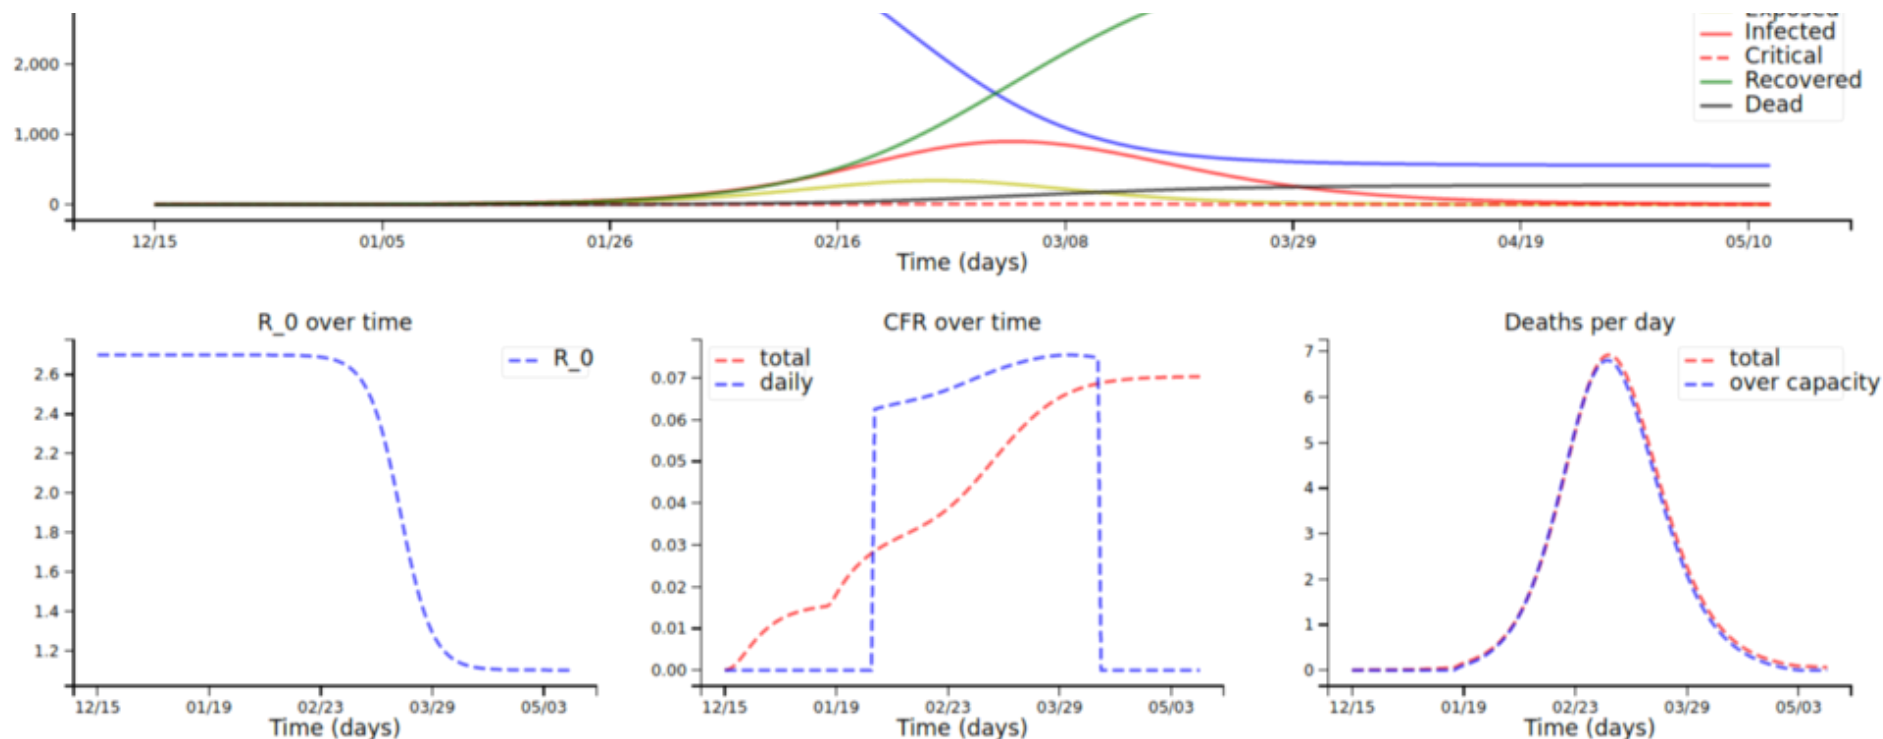 Exposed
Infected
Critical
Recovered
Dead
2,000
1,000
0
12/15 01/05 01/26 02/16 03/08 03/29 04/19 05/10
Time (days)
R_0 over time
R_0
2.6
2.4
2.2
2.0
1.8
1.6
1.4
1.2
12/15 01/19 02/23 03/29 05/03
Time (days)
CFR over time
total
daily
0.07
0.06
0.05
0.04
0.03
0.02
0.01
0.00
12/15 01/19 02/23 03/29 05/03
Time (days)
Deaths per day
total
over capacity
7
6
5
4
3
2
1
0
12/15 01/19 02/23 03/29 05/03
Time (days)